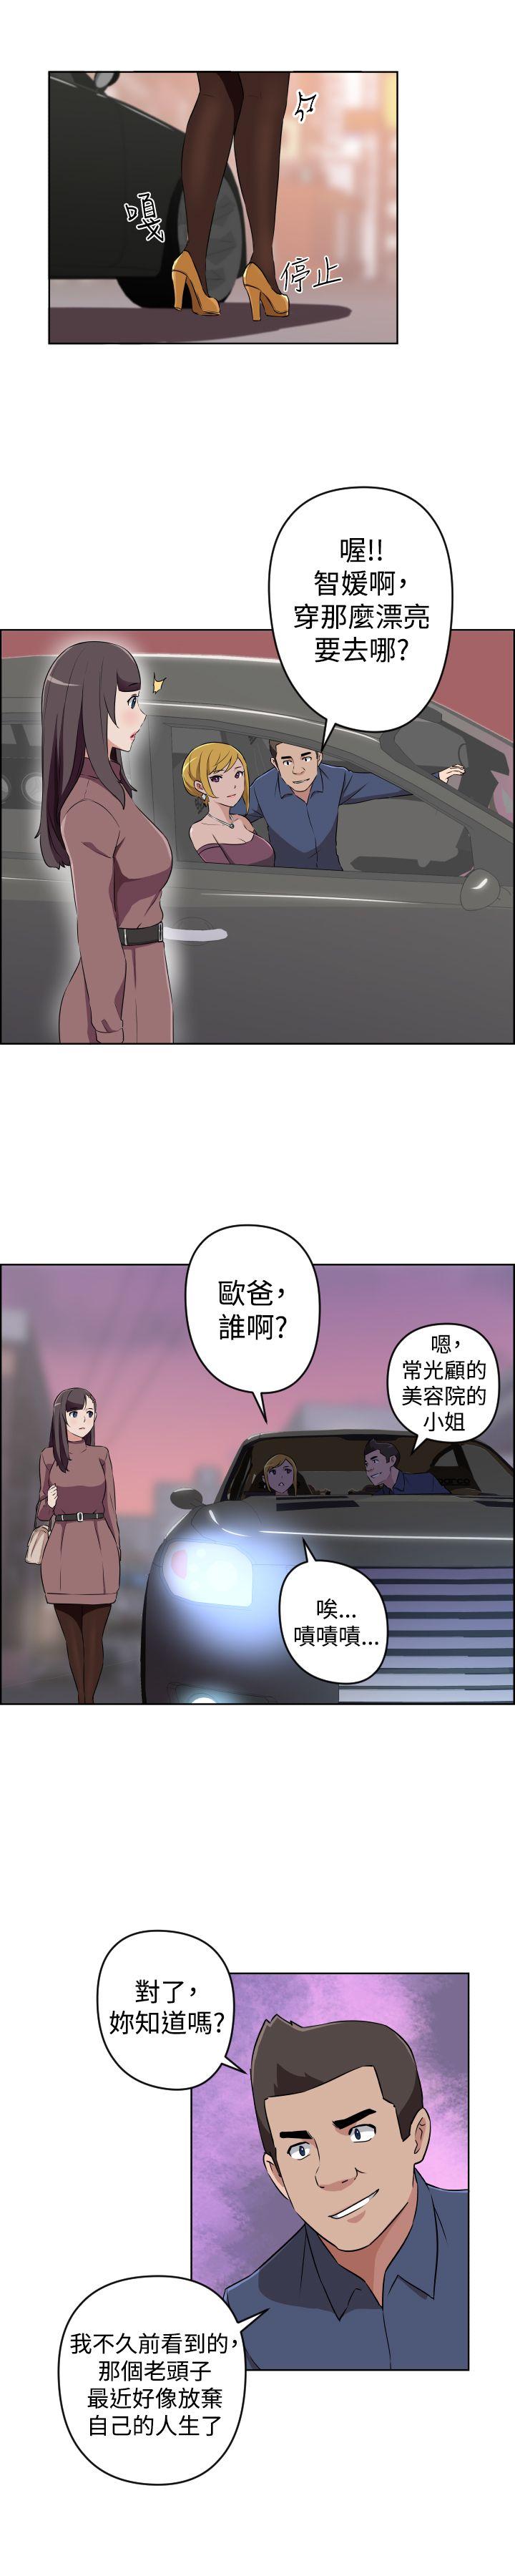 嘎
停止
喔!!
智媛啊,
穿那麼漂亮
要去哪?
歐爸,
誰啊?
嗯,
常光顧的
美容院的
小姐
唉...
嘖嘖嘖...
對了,
妳知道嗎?
我不久前看到的,
那個老頭子
最近好像放棄
自己的人生了